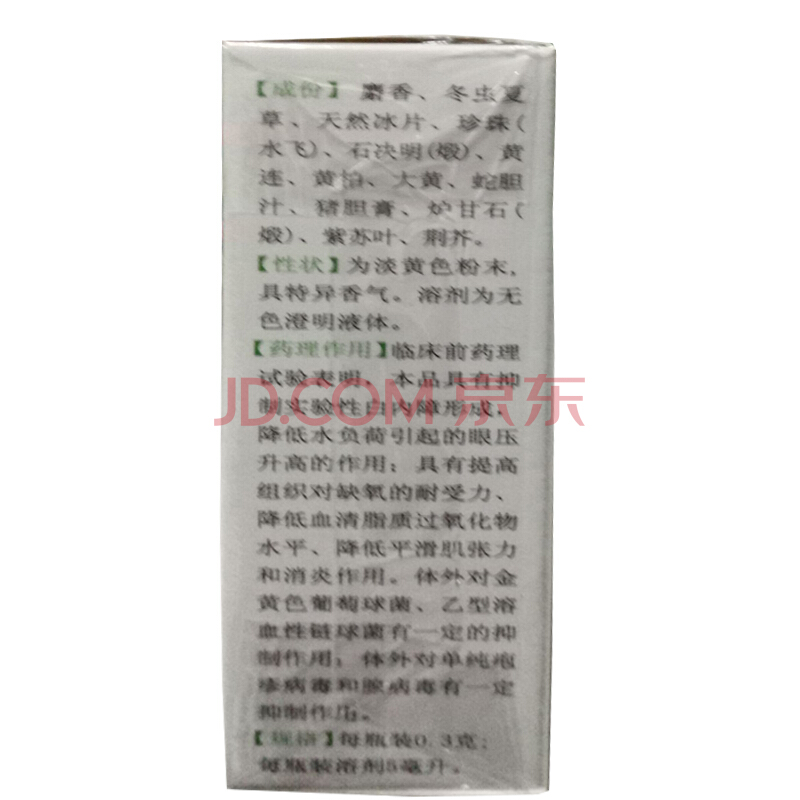 【成份】 麝香、冬虫夏
草、天然冰片、珍珠(
水飞)、石决明(煅)、黄
连、黄柏、大黄、蛇胆
汁、猪胆膏、炉甘石(
煅)、紫苏叶、荆芥。
【性状】为淡黄色粉末,
具特异香气。溶剂为无
色澄明液体。
【药理作用】临床前药理
试验表明, 本品具有抑
制实验性白内障形成,
JD.COM 京东
降低水负荷引起的眼压
升高的作用; 具有提高
组织对缺氧的耐受力、
降低血清脂质过氧化物
水平、降低平滑肌张力
和消炎作用。体外对金
黄色葡萄球菌、乙型溶
血性链球菌有一定的抑
制作用; 体外对单纯疱
疹病毒和腺病毒有一定
抑制作用。
【规格】每瓶装0.3克;
每瓶装溶剂5毫升。